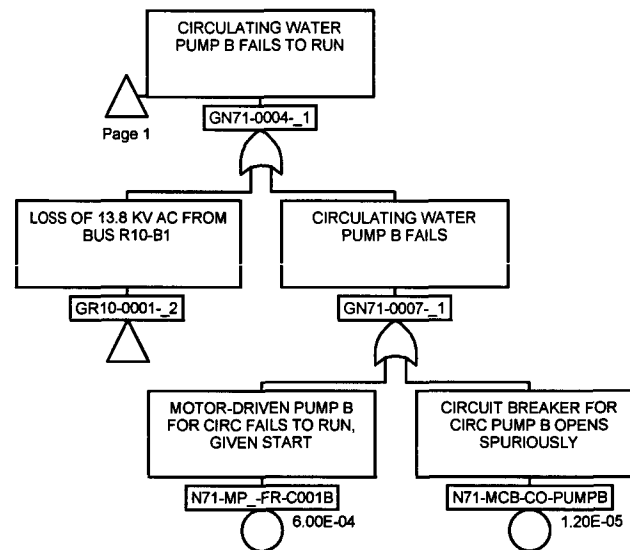 CIRCULATING WATER
PUMP B FAILS TO RUN
Page 1
GN71-0004-_1
LOSS OF 13.8 KV AC FROM
BUS R10-B1
CIRCULATING WATER
PUMP B FAILS
GR10-0001-_2
GN71-0007-_1
MOTOR-DRIVEN PUMP B
FOR CIRC FAILS TO RUN,
GIVEN START
CIRCUIT BREAKER FOR
CIRC PUMP B OPENS
SPURIOUSLY
N71-MP_-FR-C001B
N71-MCB-CO-PUMPB
6.00E-04
1.20E-05